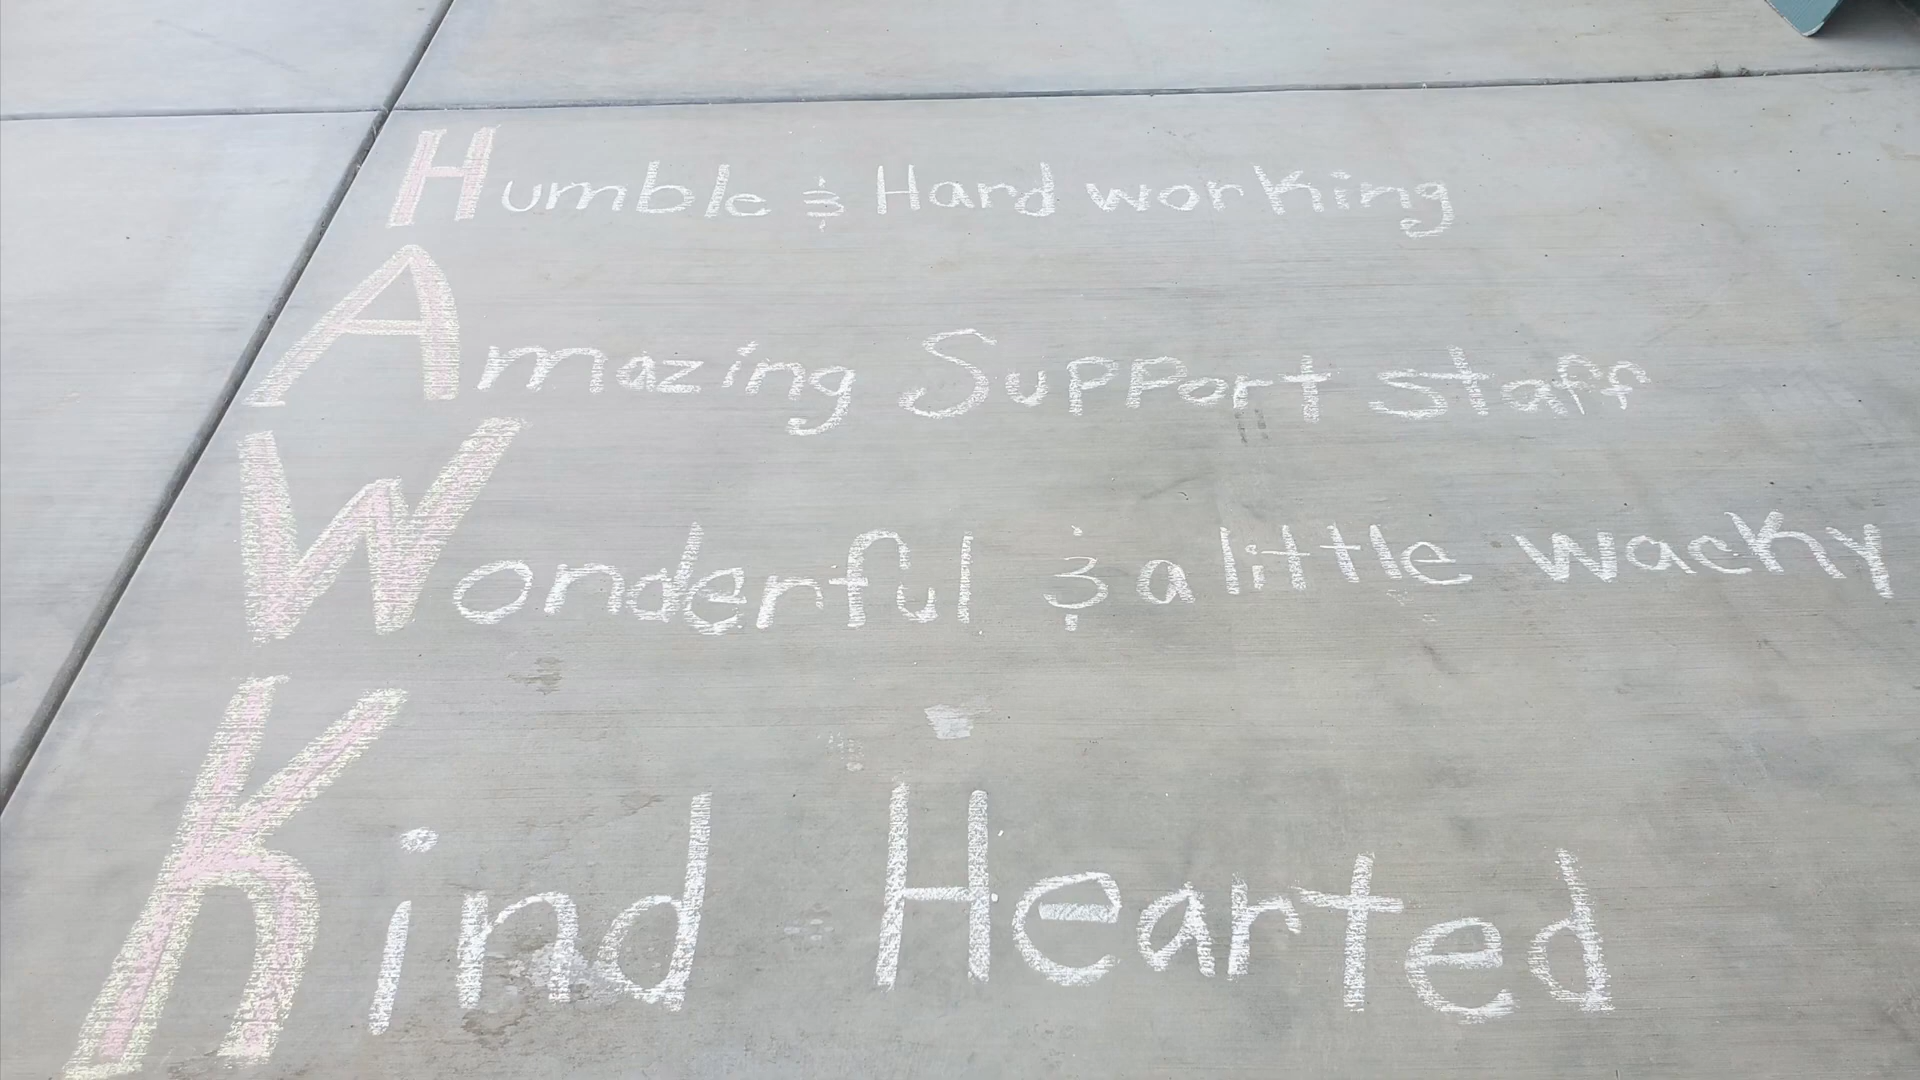 Humble & Hard working
Amazing Support staff
Wonderful & a little wacky
Kind Hearted